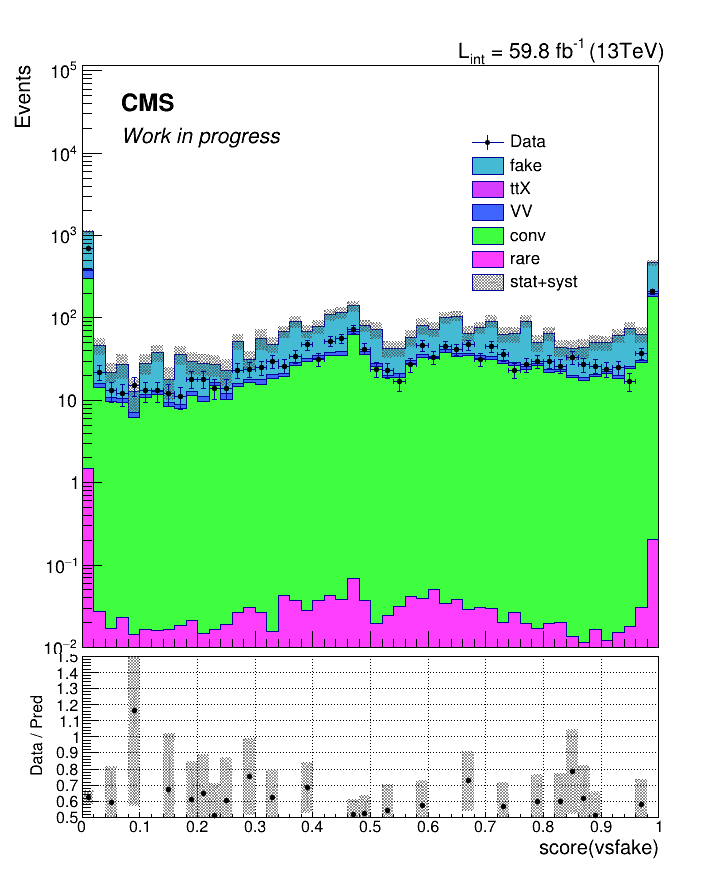 L_int = 59.8 fb^-1 (13TeV)
Events
10^5
10^4
10^3
10^2
10
1
10^−1
10^−2
CMS
Work in progress
Data
fake
ttX
VV
conv
rare
stat+syst
Data / Pred
1.5
1.4
1.3
1.2
1.1
1
0.9
0.8
0.7
0.6
0.5
0 0.1 0.2 0.3 0.4 0.5 0.6 0.7 0.8 0.9 1
score(vsfake)